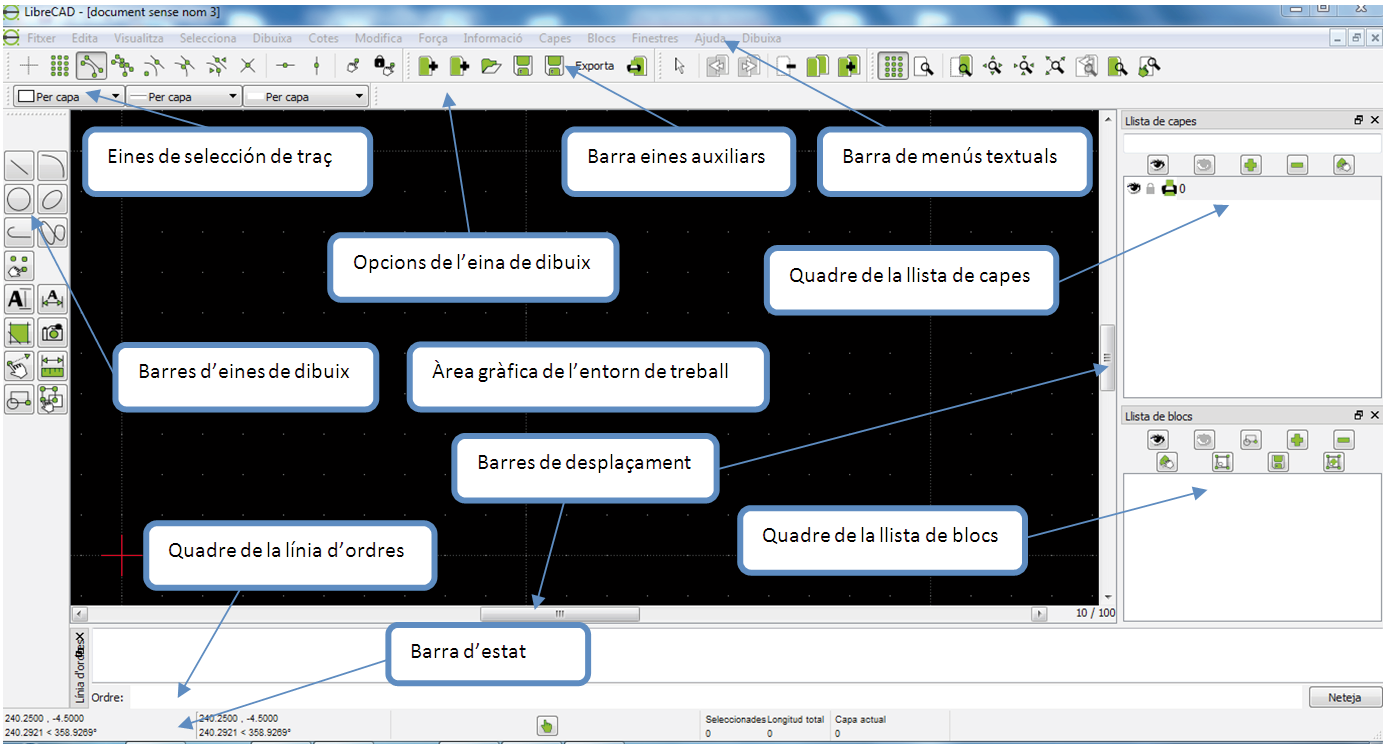 LibreCAD - [document sense nom 3]
Fitxer Edita Visualitza Selecciona Dibuixa Cotes Modifica Força Informació Capes Blocs Finestres Ajuda Dibuixa
Exporta
Per capa Per capa Per capa
Llista de capes
Eines de selección de traç
Barra eines auxiliars
Barra de menús textuals
0
Opcions de l’eina de dibuix
Quadre de la llista de capes
Barres d’eines de dibuix
Àrea gràfica de l’entorn de treball
Llista de blocs
Barres de desplaçament
Quadre de la llista de blocs
Quadre de la línia d’ordres
10 / 100
Barra d’estat
Línia d'ordres
Ordre:
Neteja
240.2500 , -4.5000 240.2500 , -4.5000 Seleccionades Longitud total Capa actual
240.2921 < 358.9269° 240.2921 < 358.9269° 0 0 0